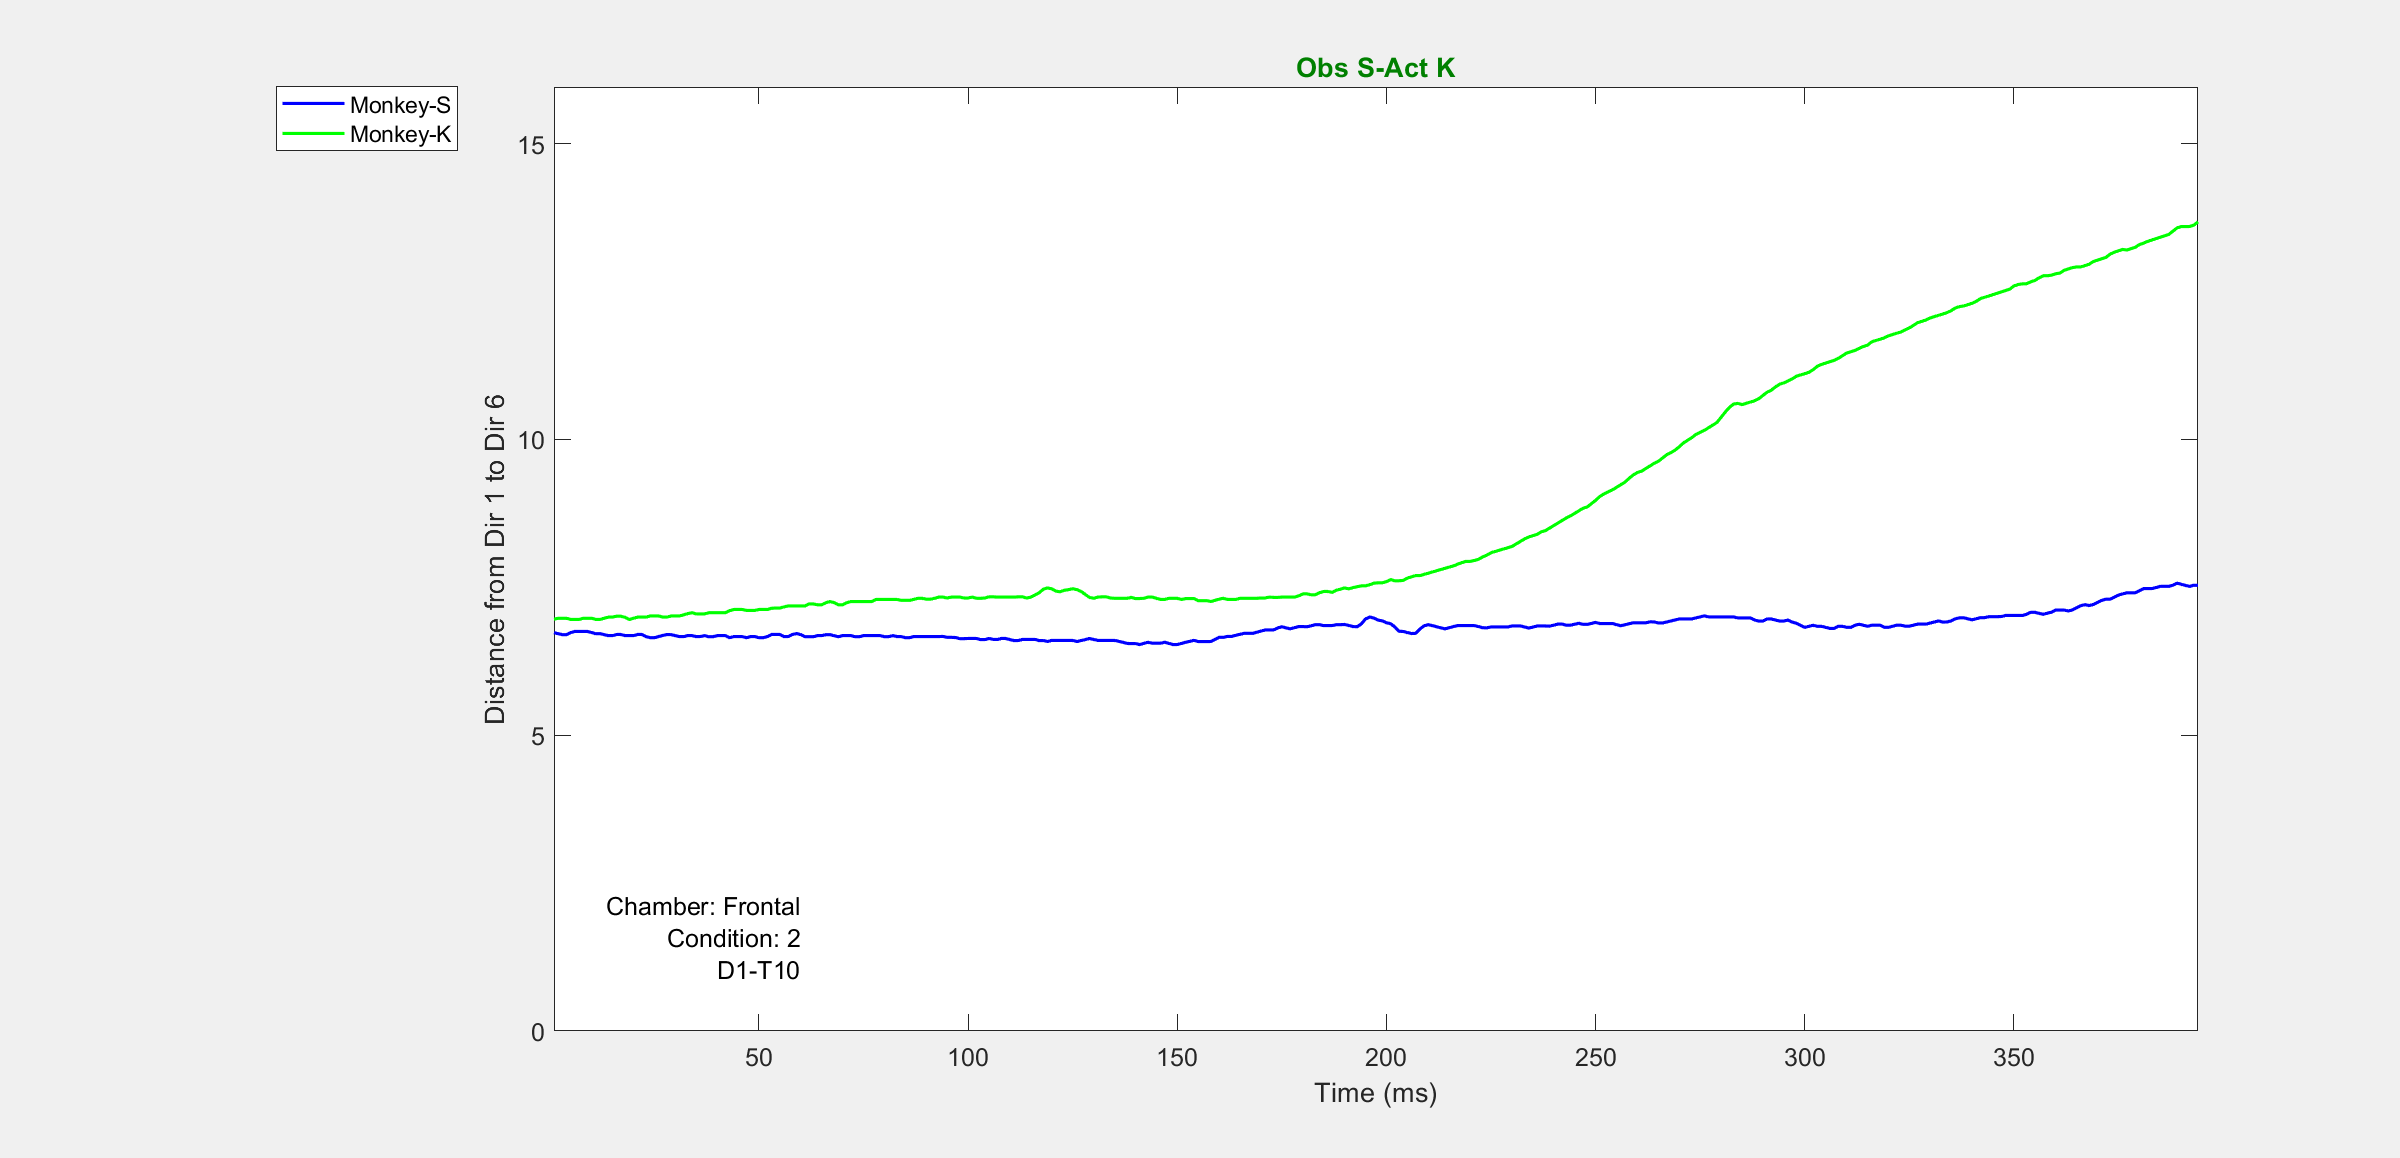 Obs S-Act K
Monkey-S
Monkey-K
15
10
5
0
Distance from Dir 1 to Dir 6
Chamber: Frontal
Condition: 2
D1-T10
50 100 150 200 250 300 350
Time (ms)